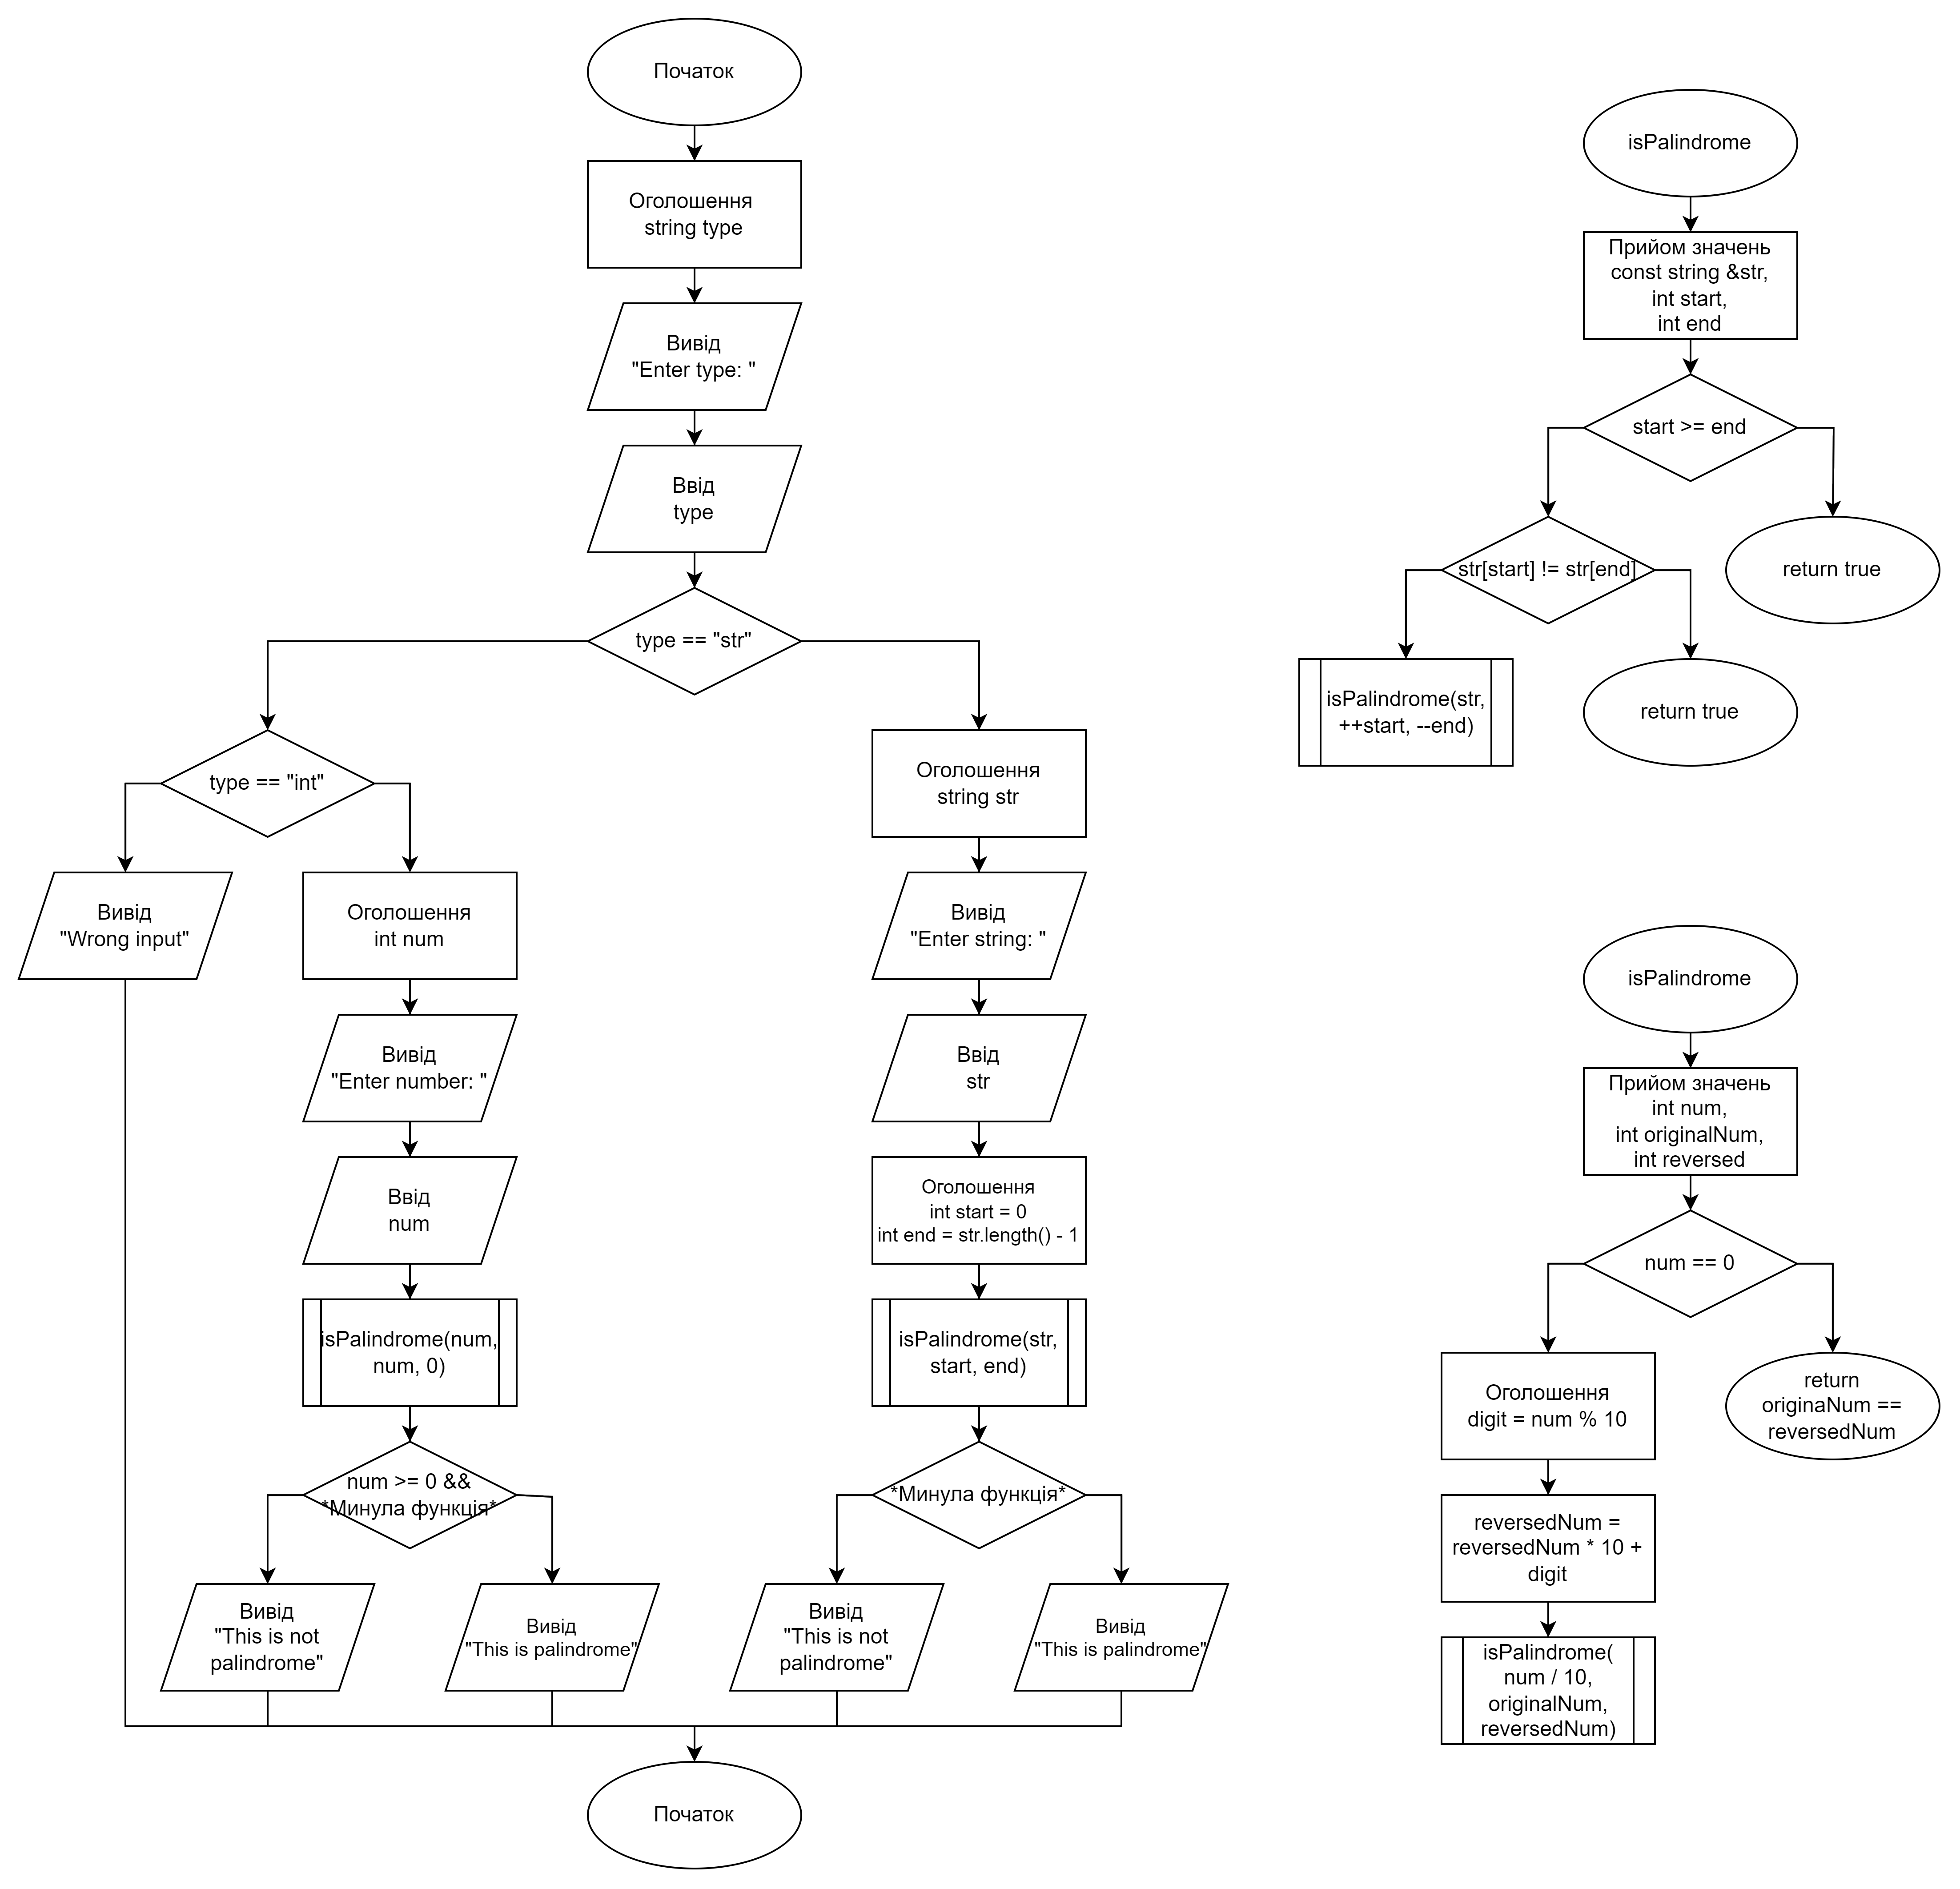 Початок
Оголошення
string type
Вивід
"Enter type: "
Ввід
type
type == "str"
type == "int"
Вивід
"Wrong input"
Оголошення
int num
Вивід
"Enter number: "
Ввід
num
isPalindrome(num,
num, 0)
num >= 0 &&
*Минула функція*
Вивід
"This is not
palindrome"
Вивід
"This is palindrome"
Оголошення
string str
Вивід
"Enter string: "
Ввід
str
Оголошення
int start = 0
int end = str.length() - 1
isPalindrome(str,
start, end)
*Минула функція*
Вивід
"This is not
palindrome"
Вивід
"This is palindrome"
Початок
isPalindrome
Прийом значень
const string &str,
int start,
int end
start >= end
return true
str[start] != str[end]
return true
isPalindrome(str,
++start, --end)
isPalindrome
Прийом значень
int num,
int originalNum,
int reversed
num == 0
return
originaNum ==
reversedNum
Оголошення
digit = num % 10
reversedNum =
reversedNum * 10 +
digit
isPalindrome(
num / 10,
originalNum,
reversedNum)